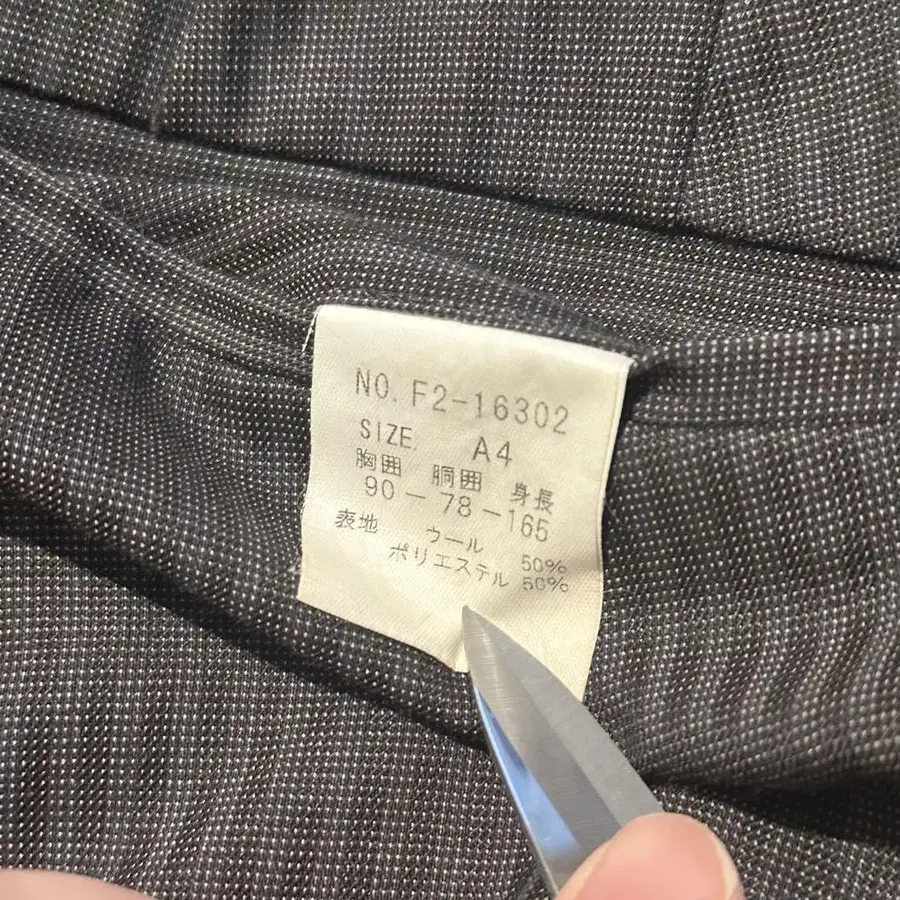 NO. F2-16302
SIZE. A4
胸囲 胴囲 身長
90-78-165
表地 ウール 50%
ポリエステル 50%